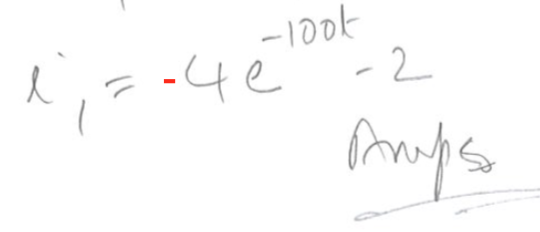 i₁ = -4e^{-100t} - 2
Amps